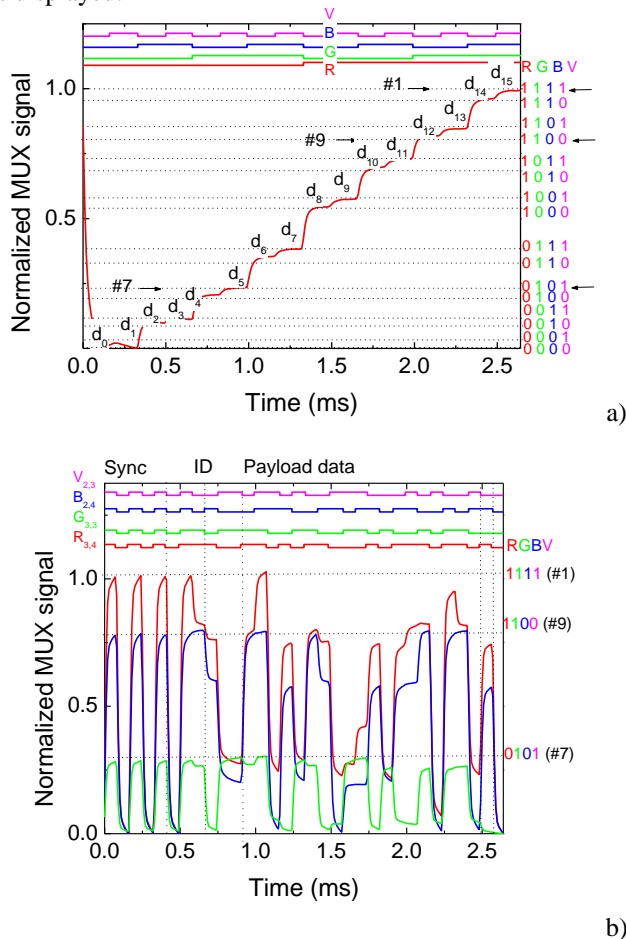 displayed.
V
B
G
R
R G B V
#1
#9
#7
d0
d1
d2
d3
d4
d5
d6
d7
d8
d9
d10
d11
d12
d13
d14
d15
1 1 1 1
1 1 1 0
1 1 0 1
1 1 0 0
1 0 1 1
1 0 1 0
1 0 0 1
1 0 0 0
0 1 1 1
0 1 1 0
0 1 0 1
0 1 0 0
0 0 1 1
0 0 1 0
0 0 0 1
0 0 0 0
1.0
0.5
Normalized MUX signal
0.0 0.5 1.0 1.5 2.0 2.5
Time (ms)
a)
Sync ID Payload data
V2,3
B2,4
G3,3
R3,4
RGBV
1111 (#1)
1100 (#9)
0101 (#7)
1.0
0.5
0.0
Normalized MUX signal
0.0 0.5 1.0 1.5 2.0 2.5
Time (ms)
b)